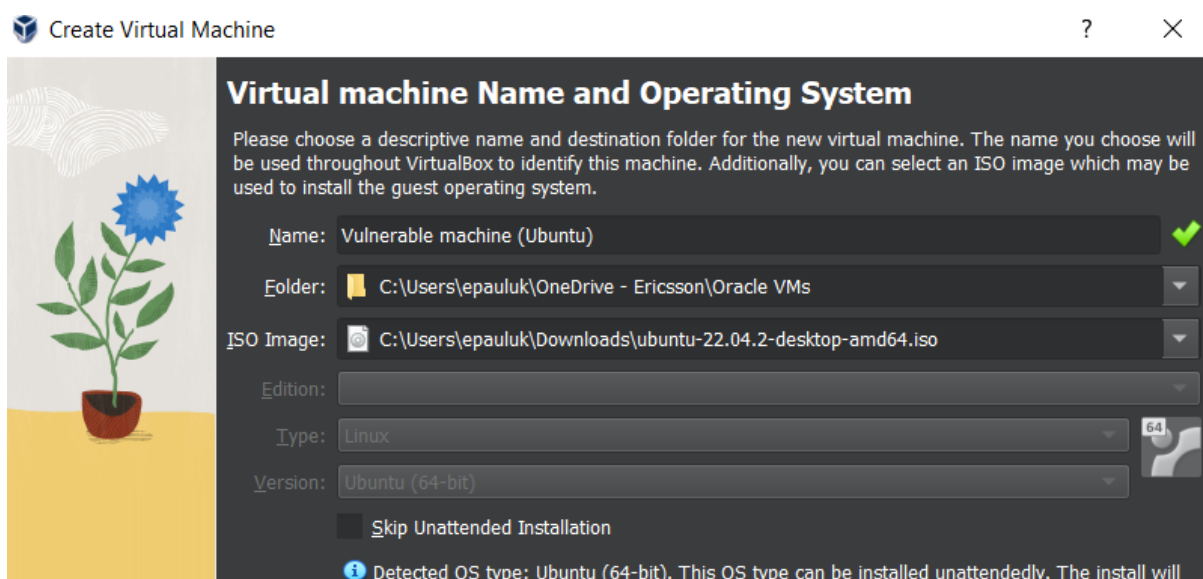 Create Virtual Machine
?
Virtual machine Name and Operating System
Please choose a descriptive name and destination folder for the new virtual machine. The name you choose will
be used throughout VirtualBox to identify this machine. Additionally, you can select an ISO image which may be
used to install the guest operating system.
Name: Vulnerable machine (Ubuntu)
Folder: C:\Users\epauluk\OneDrive - Ericsson\Oracle VMs
ISO Image: C:\Users\epauluk\Downloads\ubuntu-22.04.2-desktop-amd64.iso
Edition:
Type: Linux
64
Version: Ubuntu (64-bit)
Skip Unattended Installation
Detected OS type: Ubuntu (64-bit). This OS type can be installed unattendedly. The install will